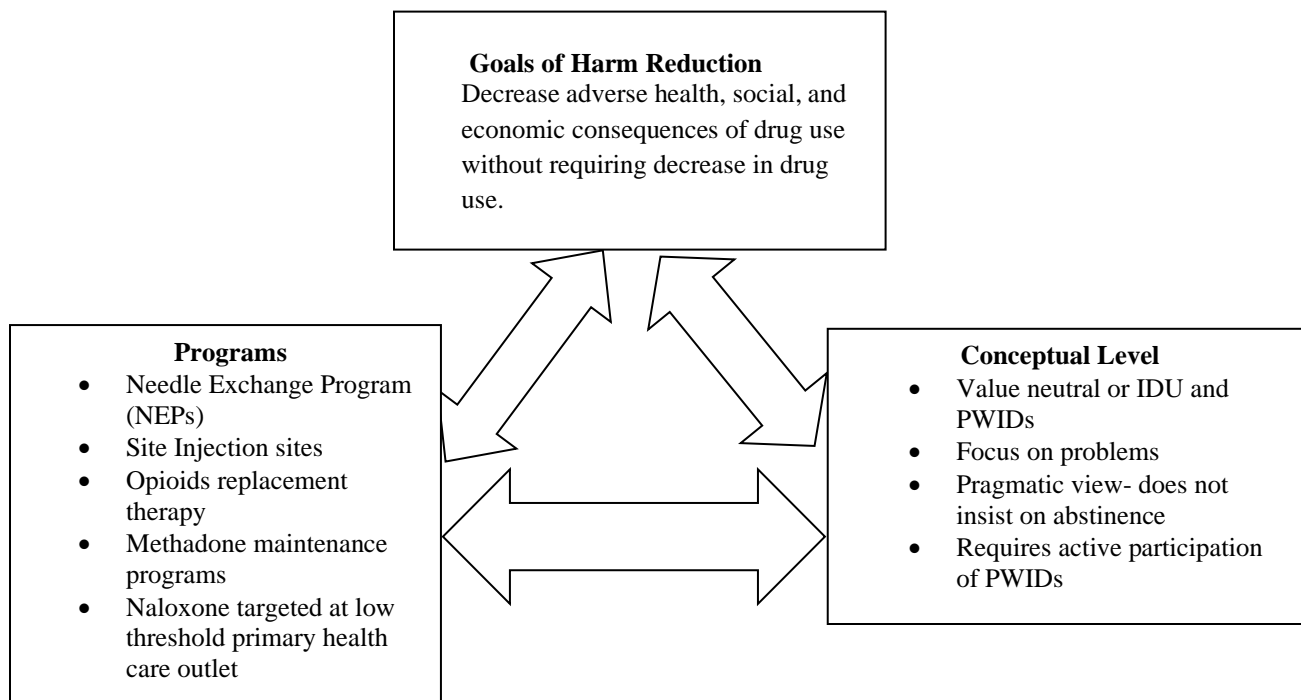 Goals of Harm Reduction
Decrease adverse health, social, and
economic consequences of drug use
without requiring decrease in drug
use.
Programs
• Needle Exchange Program
(NEPs)
• Site Injection sites
• Opioids replacement
therapy
• Methadone maintenance
programs
• Naloxone targeted at low
threshold primary health
care outlet
Conceptual Level
• Value neutral or IDU and
PWIDs
• Focus on problems
• Pragmatic view- does not
insist on abstinence
• Requires active participation
of PWIDs